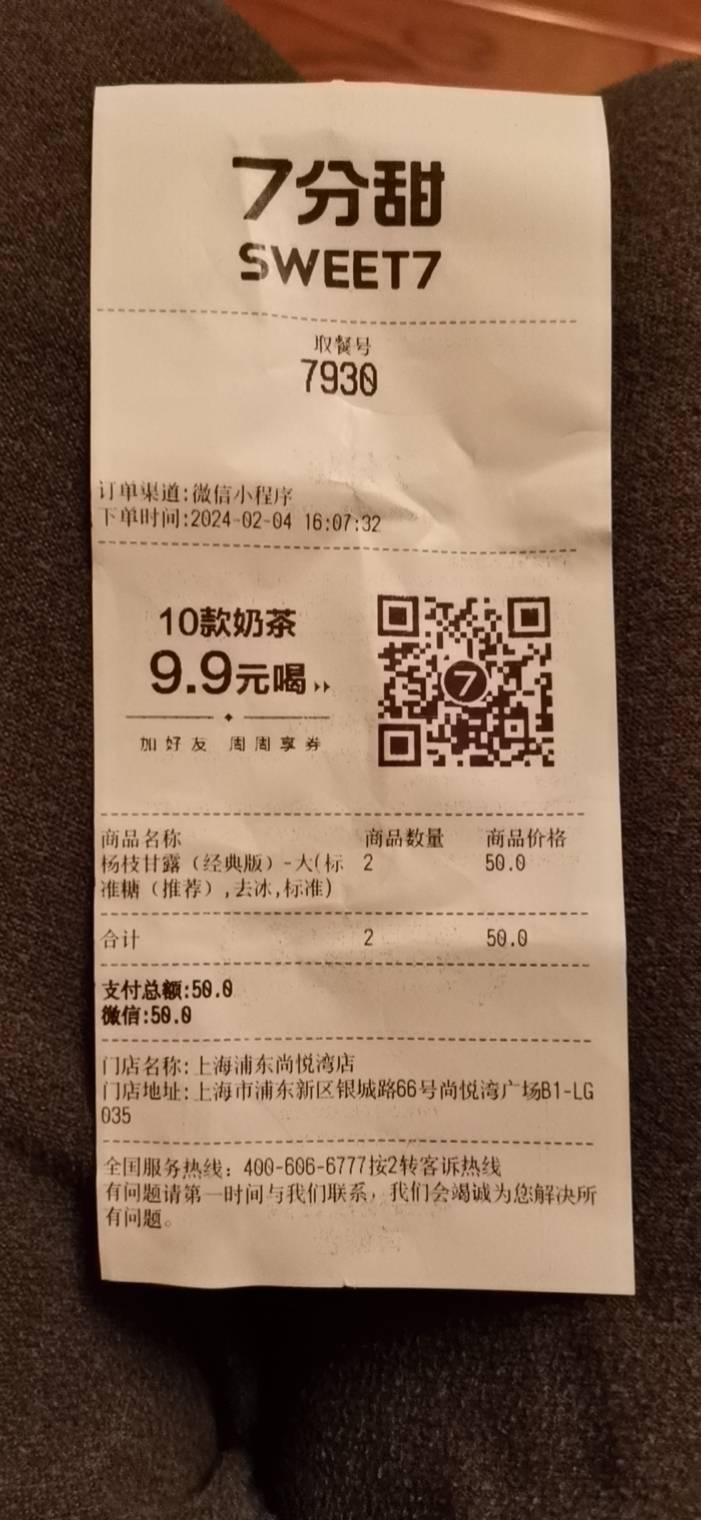 7分甜
SWEET7
取餐号
7930
订单渠道:微信小程序
下单时间:2024-02-04 16:07:32
10款奶茶
9.9元喝
加好友 周周享券
7
商品名称 商品数量 商品价格
杨枝甘露（经典版）-大(标 2 50.0
准糖（推荐）,去冰,标准)
合计 2 50.0
支付总额:50.0
微信:50.0
门店名称:上海浦东尚悦湾店
门店地址:上海市浦东新区银城路66号尚悦湾广场B1-LG
035
全国服务热线：400-606-6777按2转客诉热线
有问题请第一时间与我们联系，我们会竭诚为您解决所
有问题。